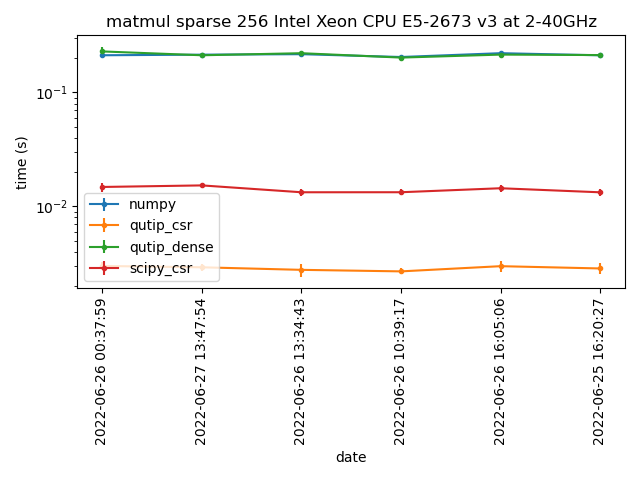 matmul sparse 256 Intel Xeon CPU E5-2673 v3 at 2-40GHz
time (s)
10⁻¹
10⁻²
numpy
qutip_csr
qutip_dense
scipy_csr
2022-06-26 00:37:59
2022-06-27 13:47:54
2022-06-26 13:34:43
2022-06-26 10:39:17
2022-06-26 16:05:06
2022-06-25 16:20:27
date